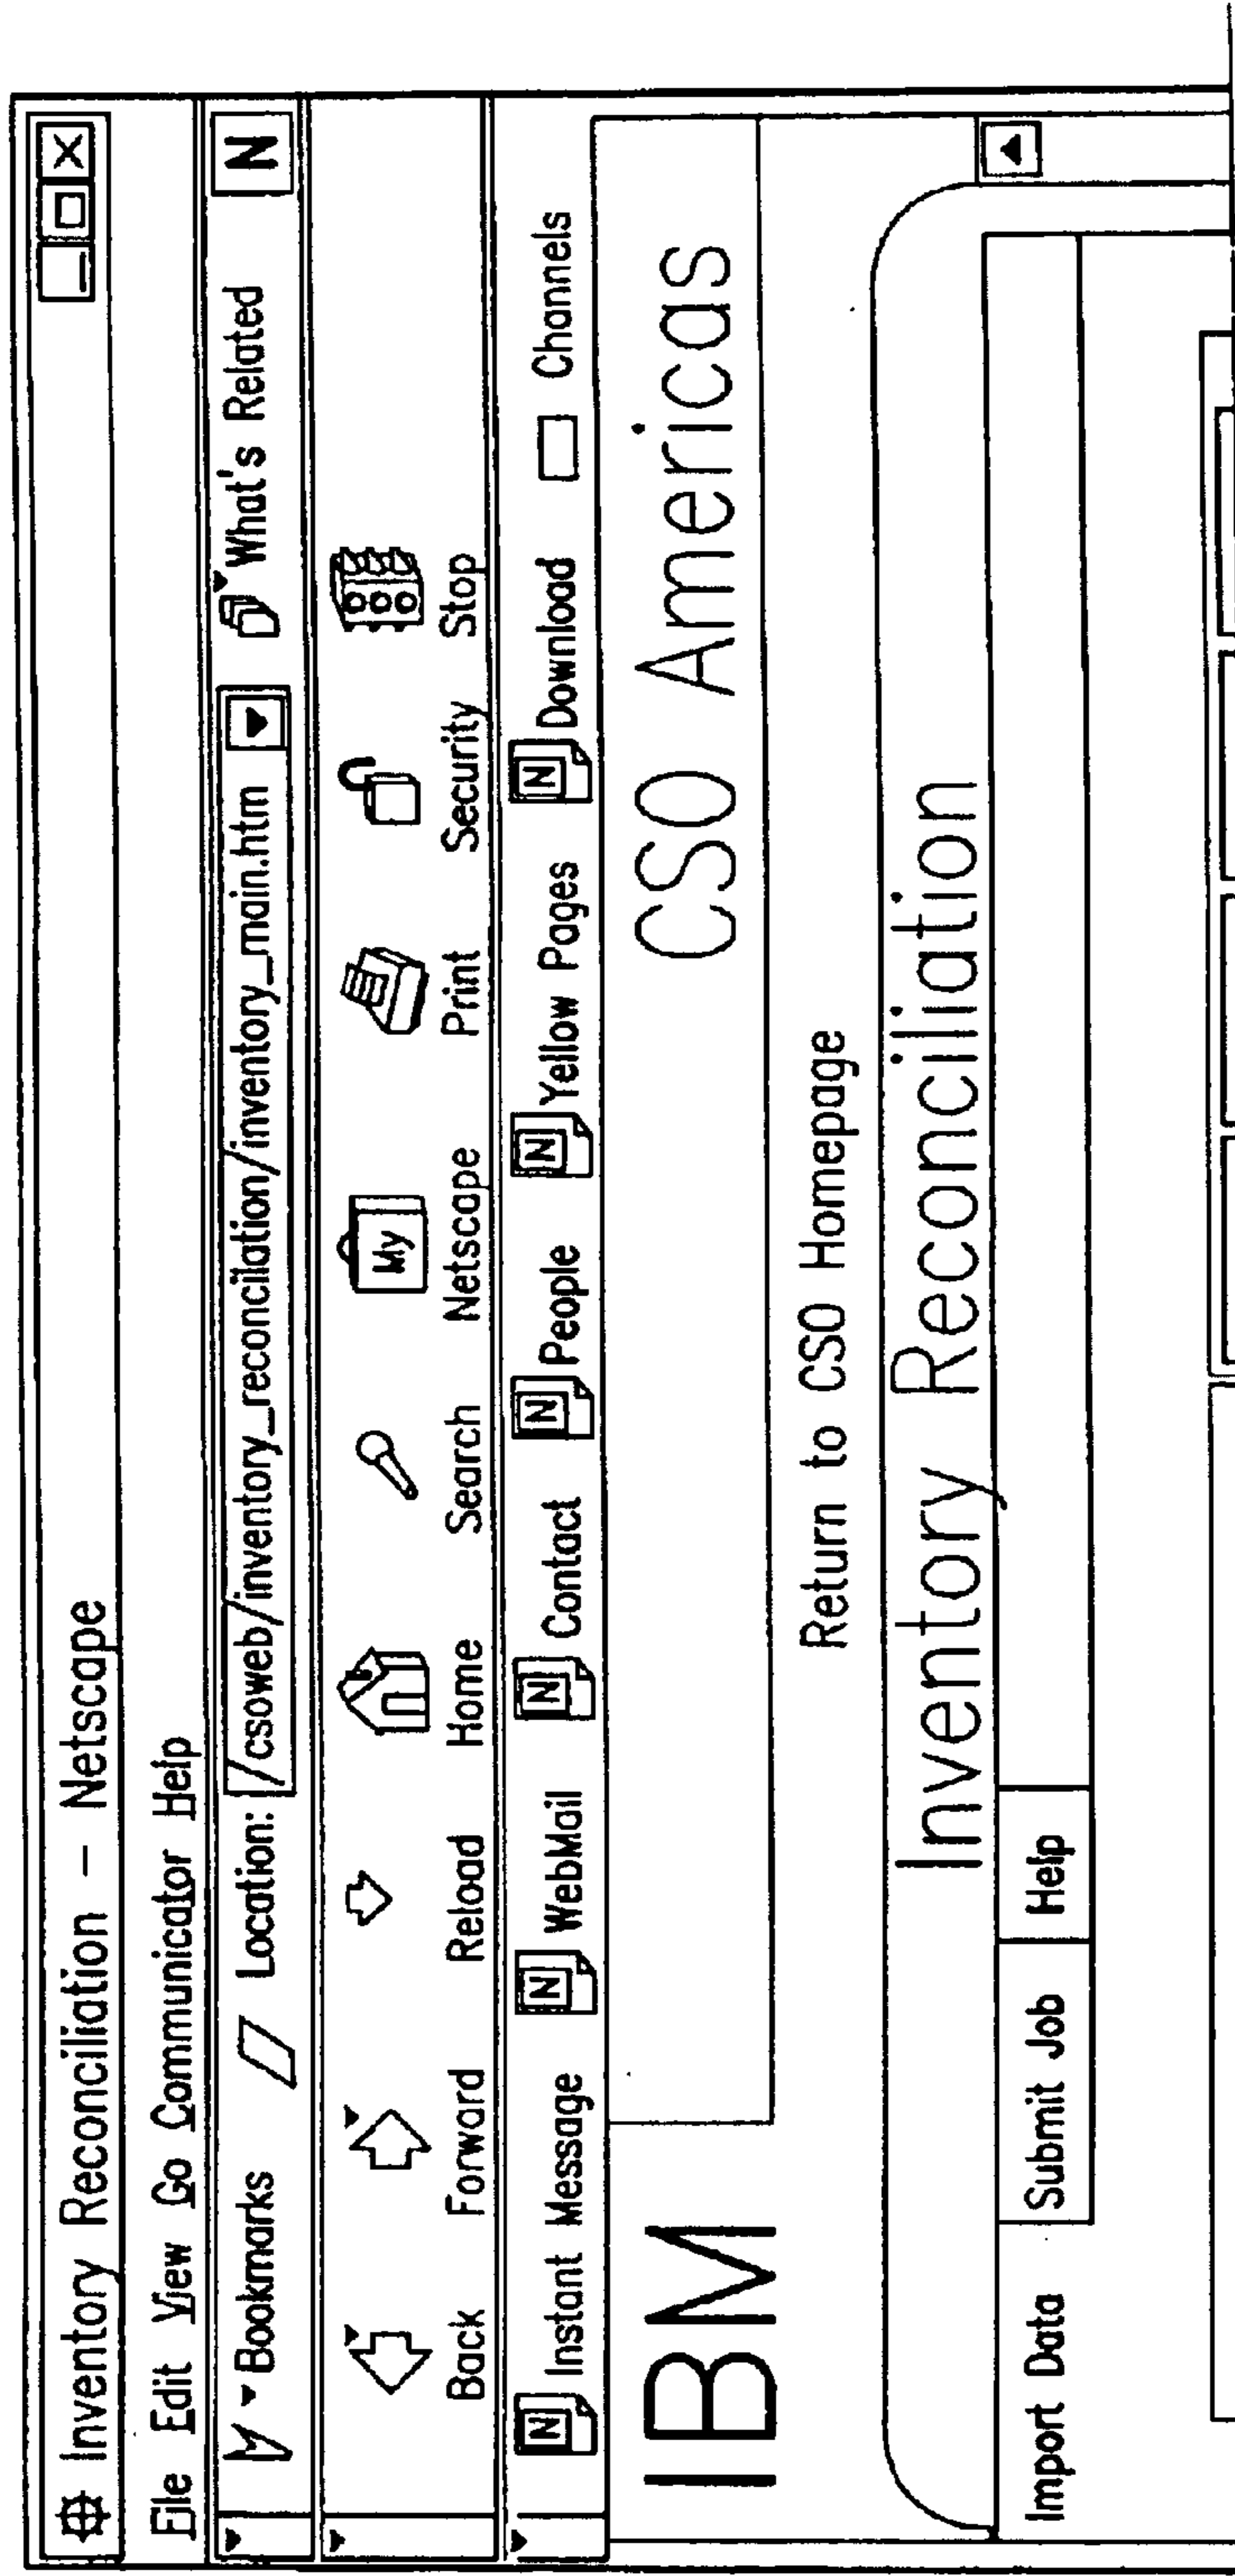 Inventory Reconciliation - Netscape
File Edit View Go Communicator Help
Bookmarks Location: /csoweb/inventory_reconcilation/inventory_main.htm What's Related N
My
Back Forward Reload Home Search Netscape Print Security Stop
N Instant Message N WebMail N Contact N People N Yellow Pages N Download Channels
IBM CSO Americas
Return to CSO Homepage
Inventory Reconciliation
Import Data Submit Job Help